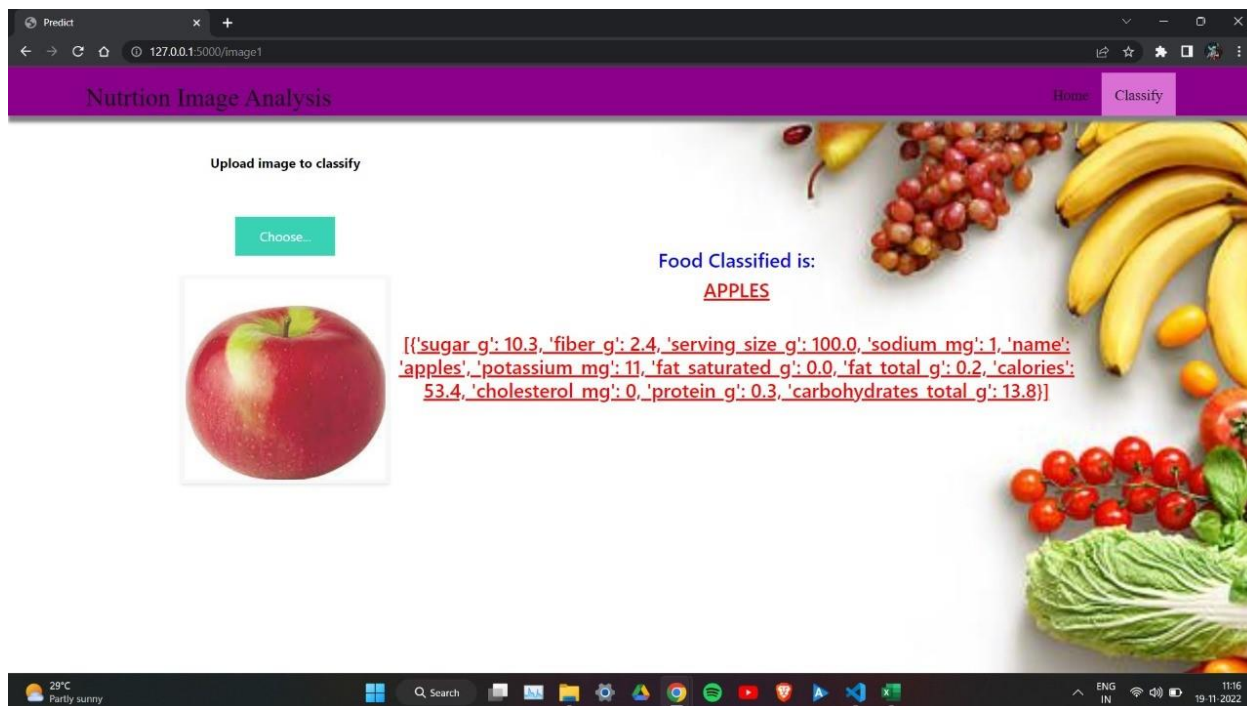 Predict
127.0.0.1:5000/image1
Nutrtion Image Analysis
Home
Classify
Upload image to classify
Choose...
Food Classified is:
APPLES
[{'sugar_g': 10.3, 'fiber_g': 2.4, 'serving_size_g': 100.0, 'sodium_mg': 1, 'name':
'apples', 'potassium_mg': 11, 'fat_saturated_g': 0.0, 'fat_total_g': 0.2, 'calories':
53.4, 'cholesterol_mg': 0, 'protein_g': 0.3, 'carbohydrates_total_g': 13.8}]
29°C
Partly sunny
Search
ENG
IN
11:16
19-11-2022